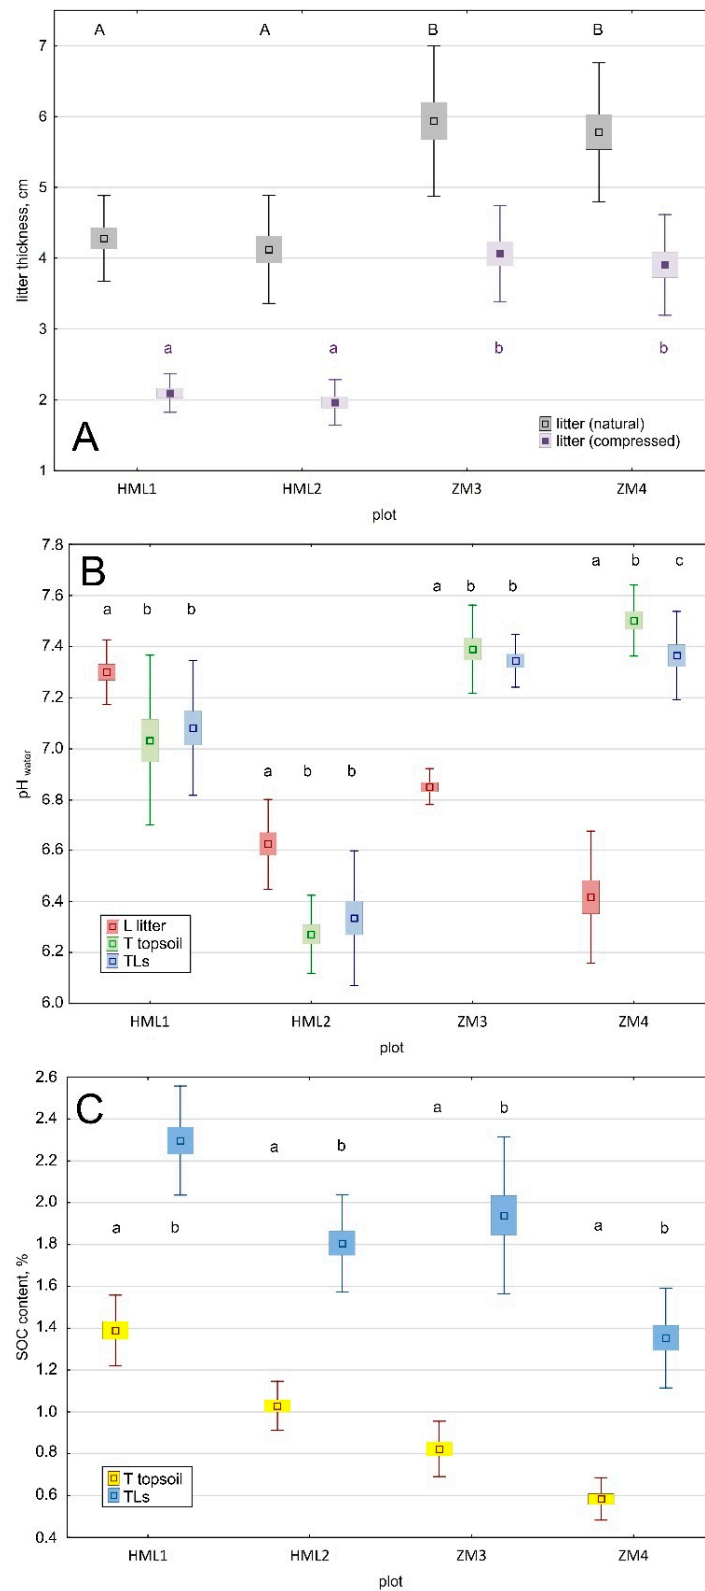 A A B B
7
6
5
4
3
2
1
litter thickness, cm
a a b b
A
litter (natural)
litter (compressed)
HML1 HML2 ZM3 ZM4
plot
B
7.8
7.6
7.4
7.2
7.0
6.8
6.6
6.4
6.2
6.0
pH water
a b b
a b b
a b b
a b c
L litter
T topsoil
TLs
HML1 HML2 ZM3 ZM4
plot
C
2.6
2.4
2.2
2.0
1.8
1.6
1.4
1.2
1.0
0.8
0.6
0.4
SOC content, %
a b
a b
a b
a b
T topsoil
TLs
HML1 HML2 ZM3 ZM4
plot